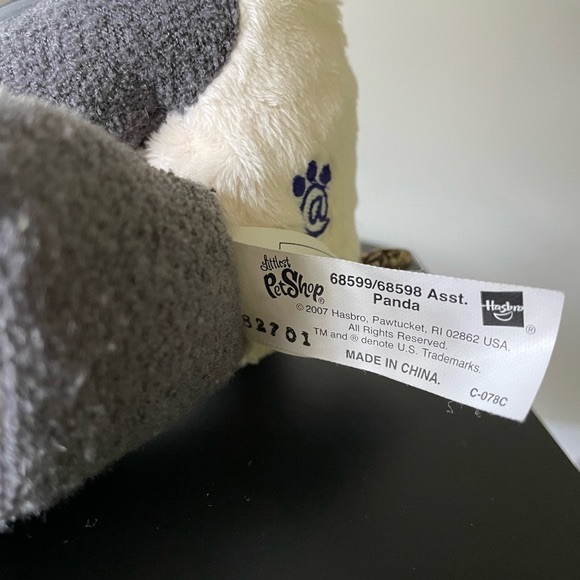 @
Littlest
PetShop®
68599/68598 Asst.
Panda
Hasbro ®
© 2007 Hasbro, Pawtucket, RI 02862 USA.
All Rights Reserved.
TM and ® denote U.S. Trademarks.
MADE IN CHINA.
82701
C-078C